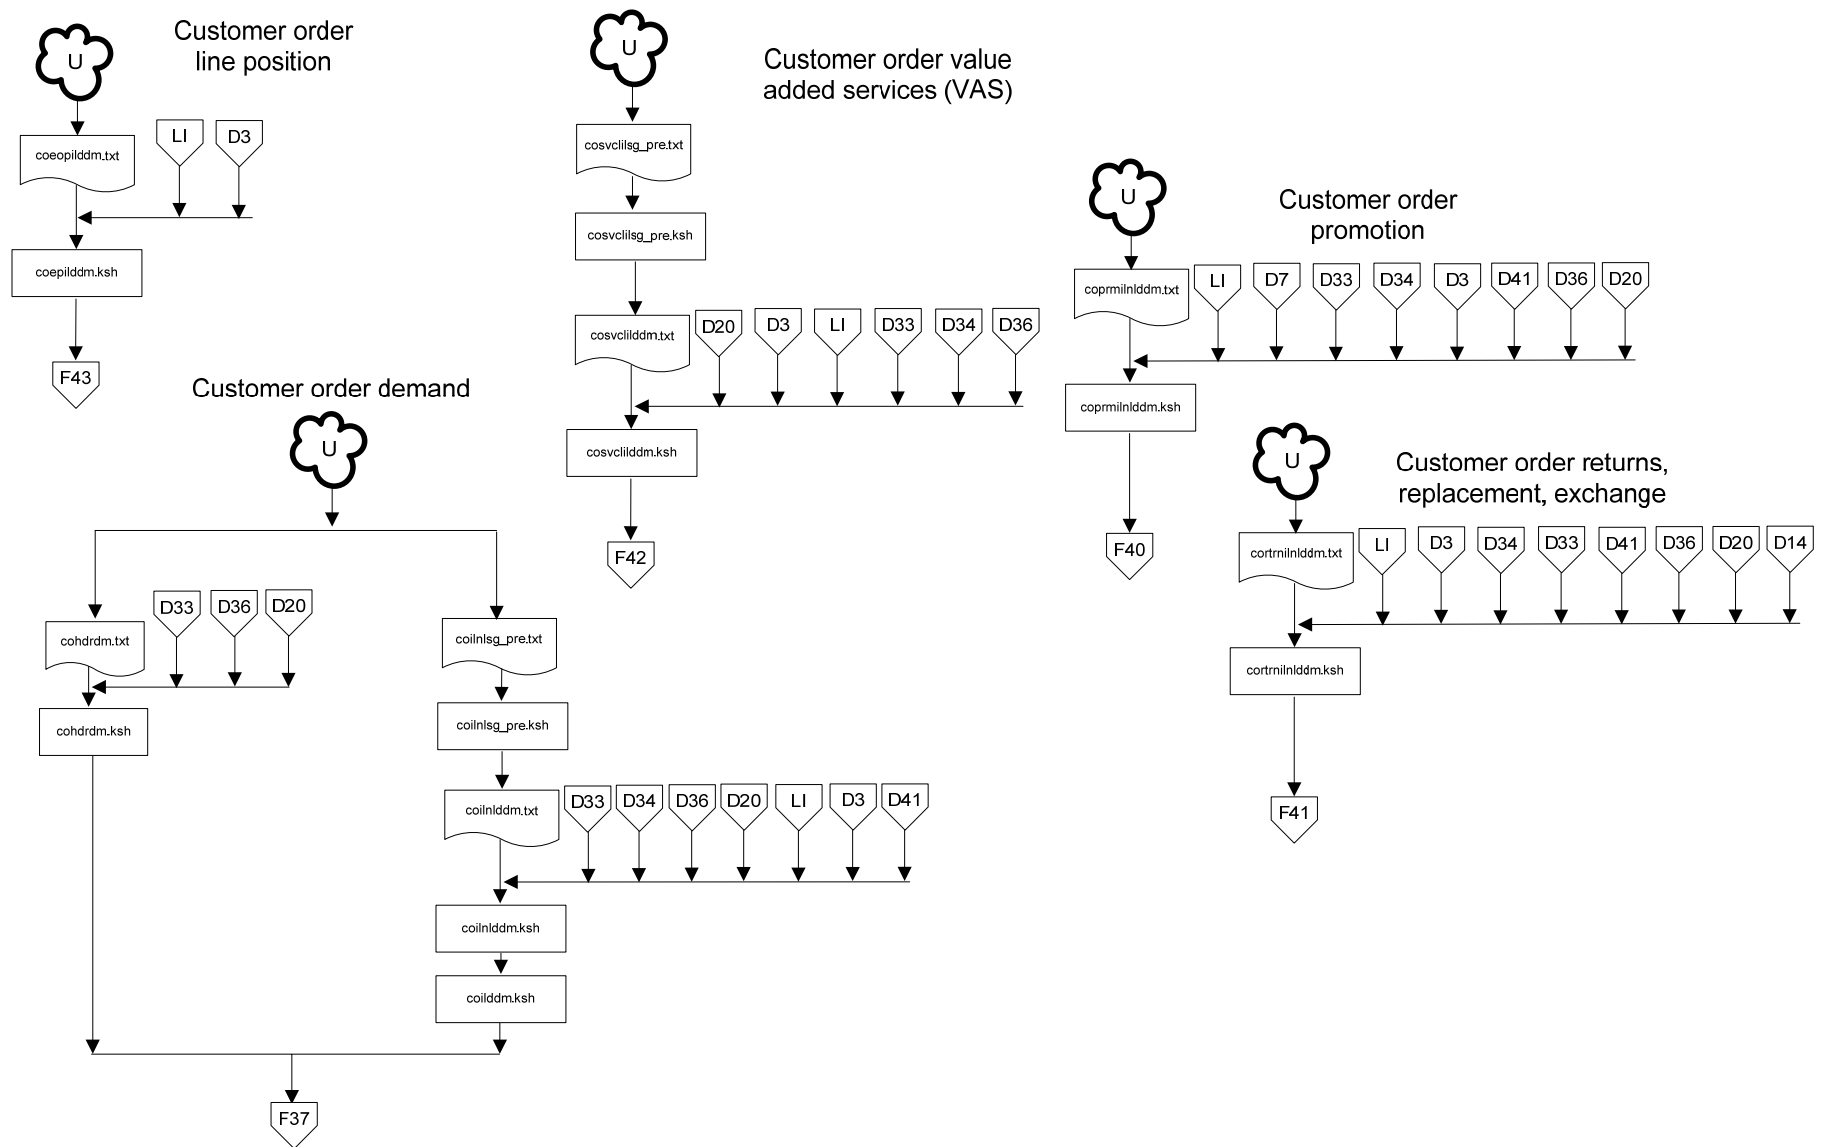 Customer order
line position
U
coeopilddm.txt
LI
D3
coepilddm.ksh
F43
Customer order value
added services (VAS)
U
cosvclilsg_pre.txt
cosvclilsg_pre.ksh
cosvclilddm.txt
D20
D3
LI
D33
D34
D36
cosvclilddm.ksh
F42
Customer order
promotion
U
coprmilnlddm.txt
LI
D7
D33
D34
D3
D41
D36
D20
coprmilnlddm.ksh
F40
Customer order returns,
replacement, exchange
U
cortrnilnlddm.txt
LI
D3
D34
D33
D41
D36
D20
D14
cortrnilnlddm.ksh
F41
Customer order demand
U
cohdrdm.txt
D33
D36
D20
cohdrdm.ksh
coilnlsg_pre.txt
coilnlsg_pre.ksh
coilnlddm.txt
D33
D34
D36
D20
LI
D3
D41
coilnlddm.ksh
coilddm.ksh
F37